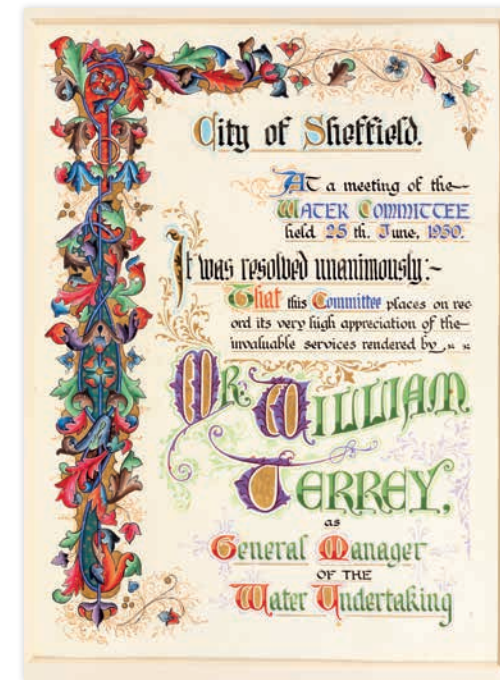 City of Sheffield.
At a meeting of the—
WATER COMMITTEE
held 25 th. June, 1930.
It was resolved unanimously:~
That this Committee places on rec
ord its very high appreciation of the—
invaluable services rendered by
MR. WILLIAM
TERREY,
as
General Manager
OF THE
Water Undertaking